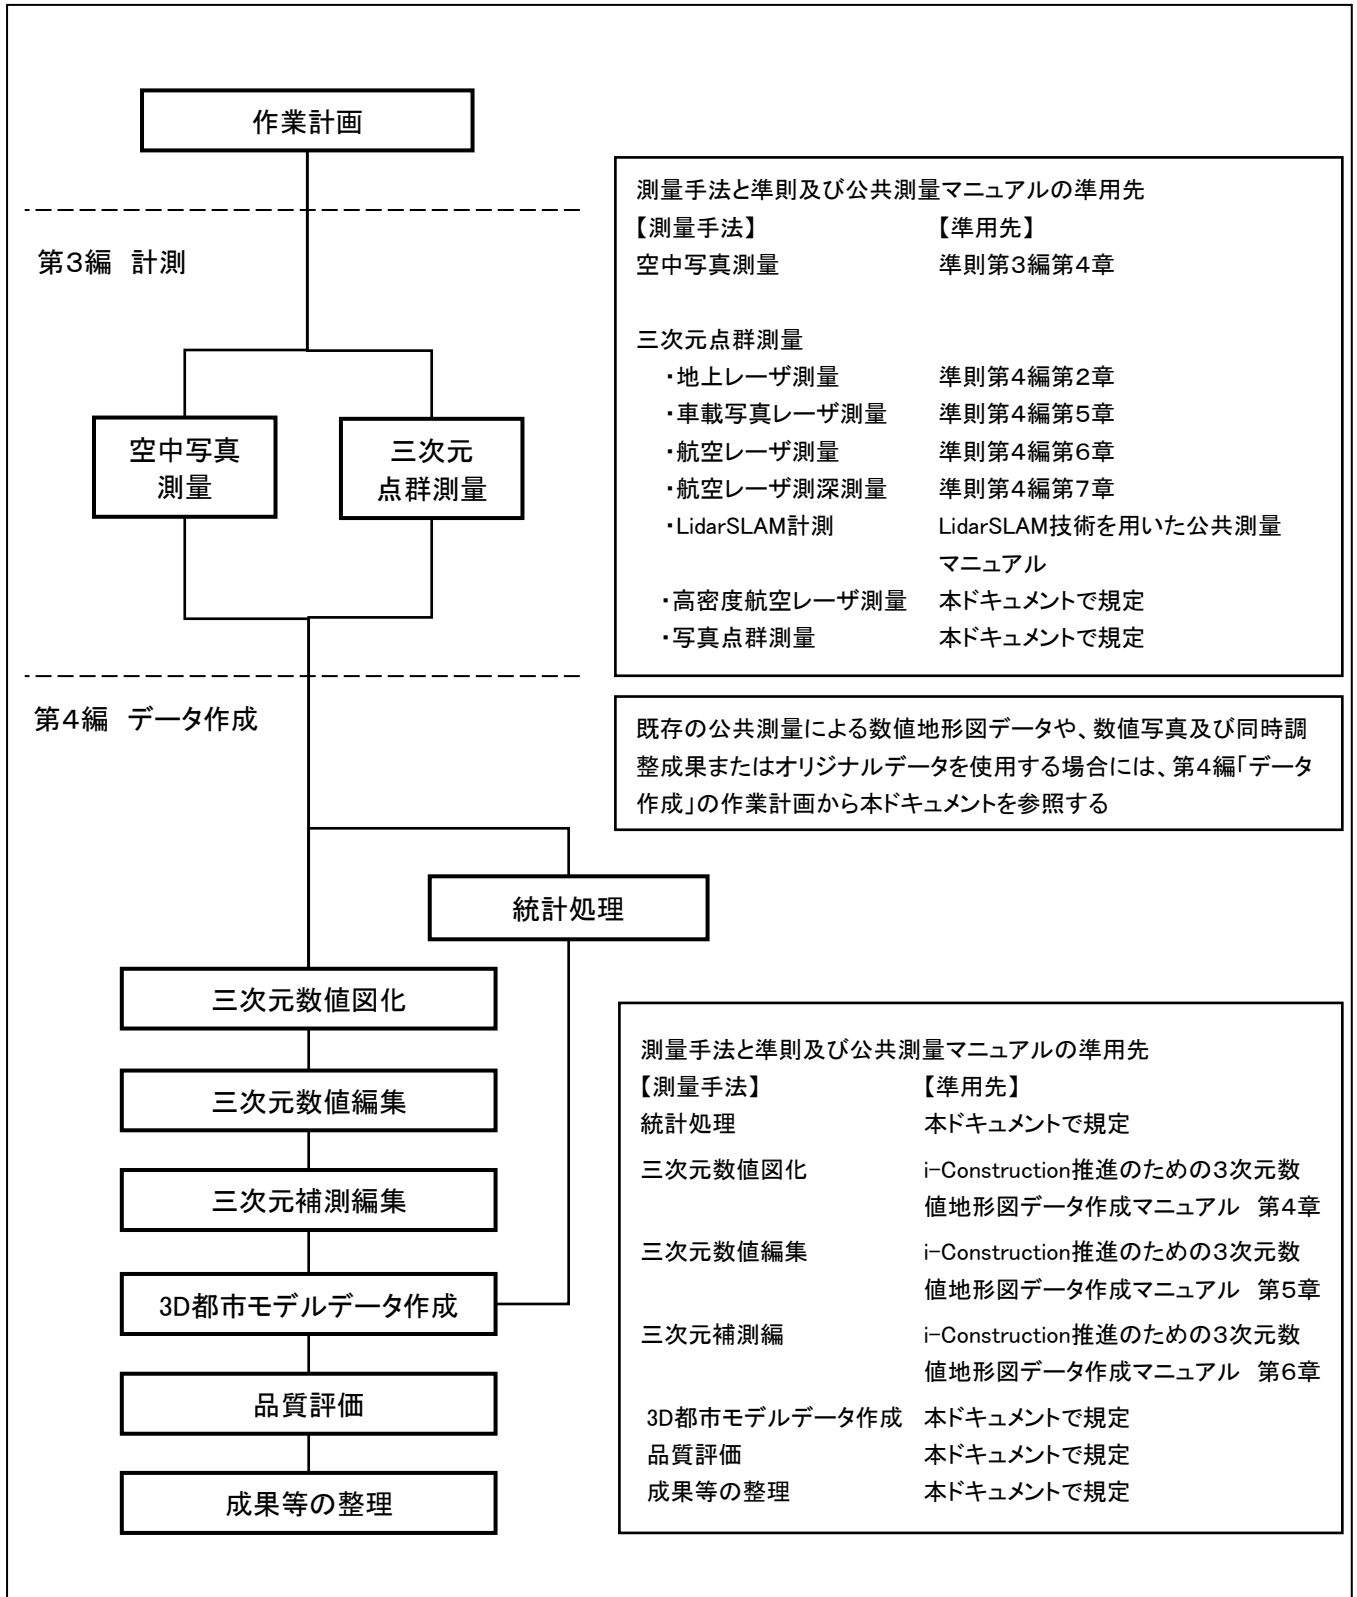 作業計画
第3編 計測
空中写真
測量
三次元
点群測量
測量手法と準則及び公共測量マニュアルの準用先
【測量手法】 【準用先】
空中写真測量 準則第3編第4章
三次元点群測量
・地上レーザ測量 準則第4編第2章
・車載写真レーザ測量 準則第4編第5章
・航空レーザ測量 準則第4編第6章
・航空レーザ測深測量 準則第4編第7章
・LidarSLAM計測 LidarSLAM技術を用いた公共測量
マニュアル
・高密度航空レーザ測量 本ドキュメントで規定
・写真点群測量 本ドキュメントで規定
第4編 データ作成
既存の公共測量による数値地形図データや、数値写真及び同時調
整成果またはオリジナルデータを使用する場合には、第4編「データ
作成」の作業計画から本ドキュメントを参照する
統計処理
三次元数値図化
三次元数値編集
三次元補測編集
3D都市モデルデータ作成
品質評価
成果等の整理
測量手法と準則及び公共測量マニュアルの準用先
【測量手法】 【準用先】
統計処理 本ドキュメントで規定
三次元数値図化 i-Construction推進のための3次元数
値地形図データ作成マニュアル 第4章
三次元数値編集 i-Construction推進のための3次元数
値地形図データ作成マニュアル 第5章
三次元補測編 i-Construction推進のための3次元数
値地形図データ作成マニュアル 第6章
3D都市モデルデータ作成 本ドキュメントで規定
品質評価 本ドキュメントで規定
成果等の整理 本ドキュメントで規定